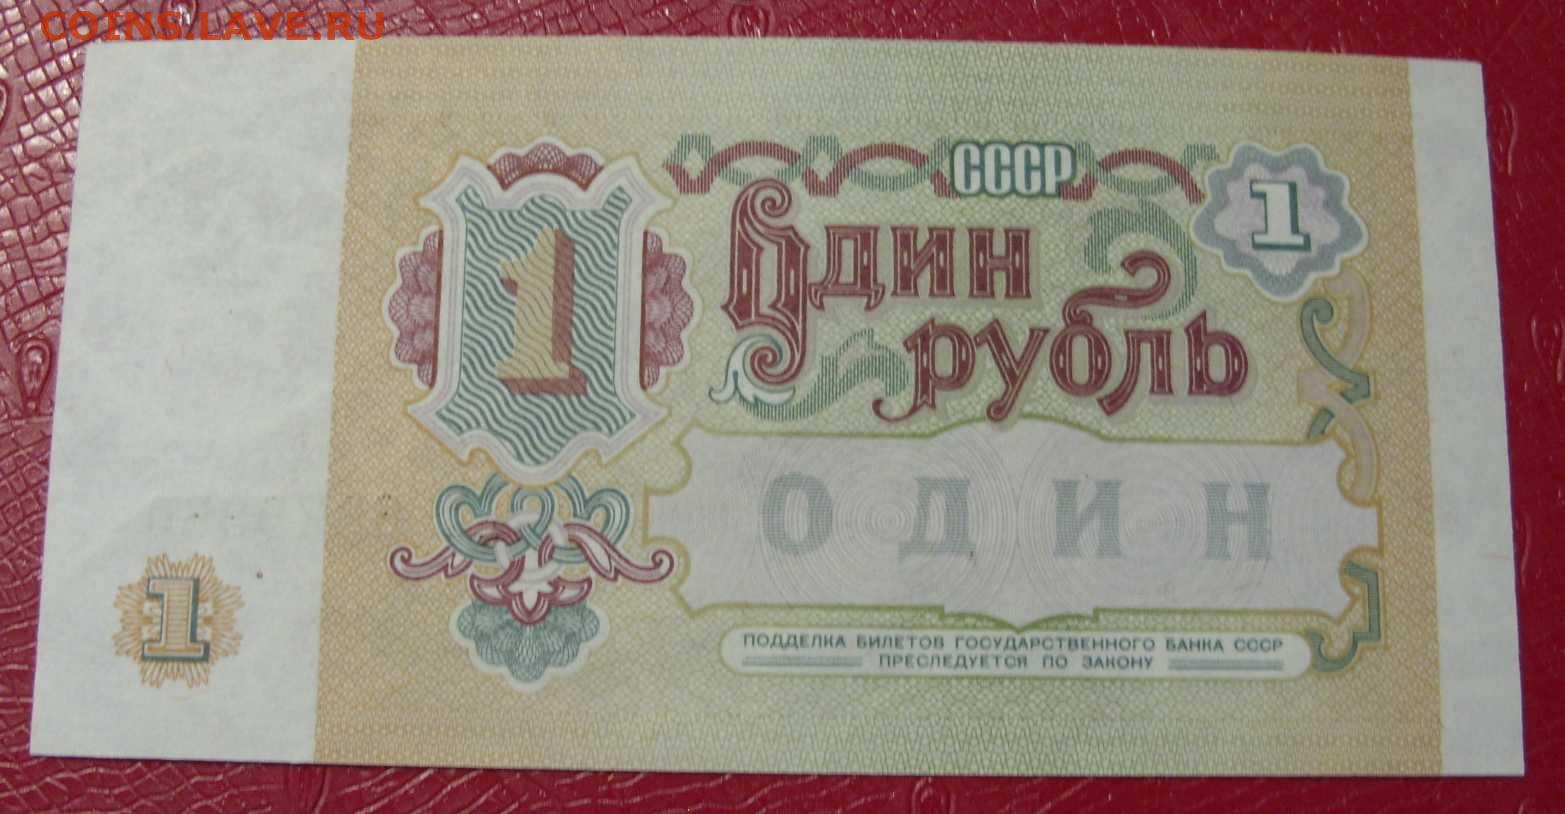 COINS.LAVE.RU
СССР
1
1
Один
рубль
ОДИН
1
ПОДДЕЛКА БИЛЕТОВ ГОСУДАРСТВЕННОГО БАНКА СССР
ПРЕСЛЕДУЕТСЯ ПО ЗАКОНУ